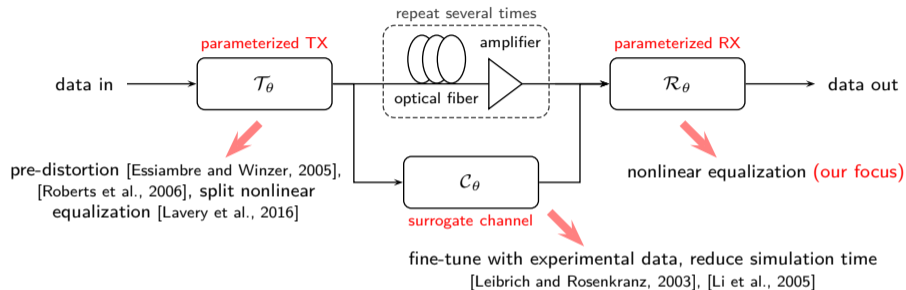 repeat several times
parameterized TX
amplifier
parameterized RX
data in
𝒯θ
optical fiber
ℛθ
data out
pre-distortion [Essiambre and Winzer, 2005],
[Roberts et al., 2006], split nonlinear
equalization [Lavery et al., 2016]
𝒞θ
surrogate channel
nonlinear equalization (our focus)
fine-tune with experimental data, reduce simulation time
[Leibrich and Rosenkranz, 2003], [Li et al., 2005]